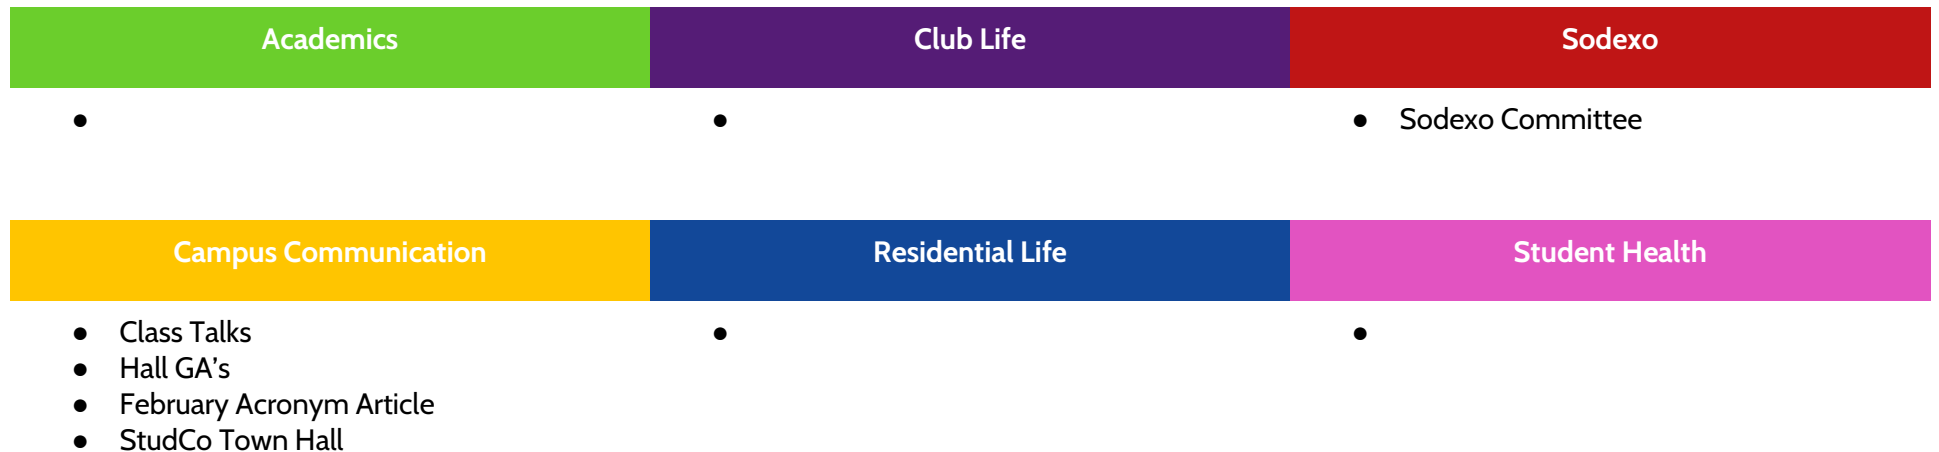 Academics
Club Life
Sodexo
●
●
● Sodexo Committee
Campus Communication
Residential Life
Student Health
● Class Talks
● Hall GA’s
● February Acronym Article
● StudCo Town Hall
●
●